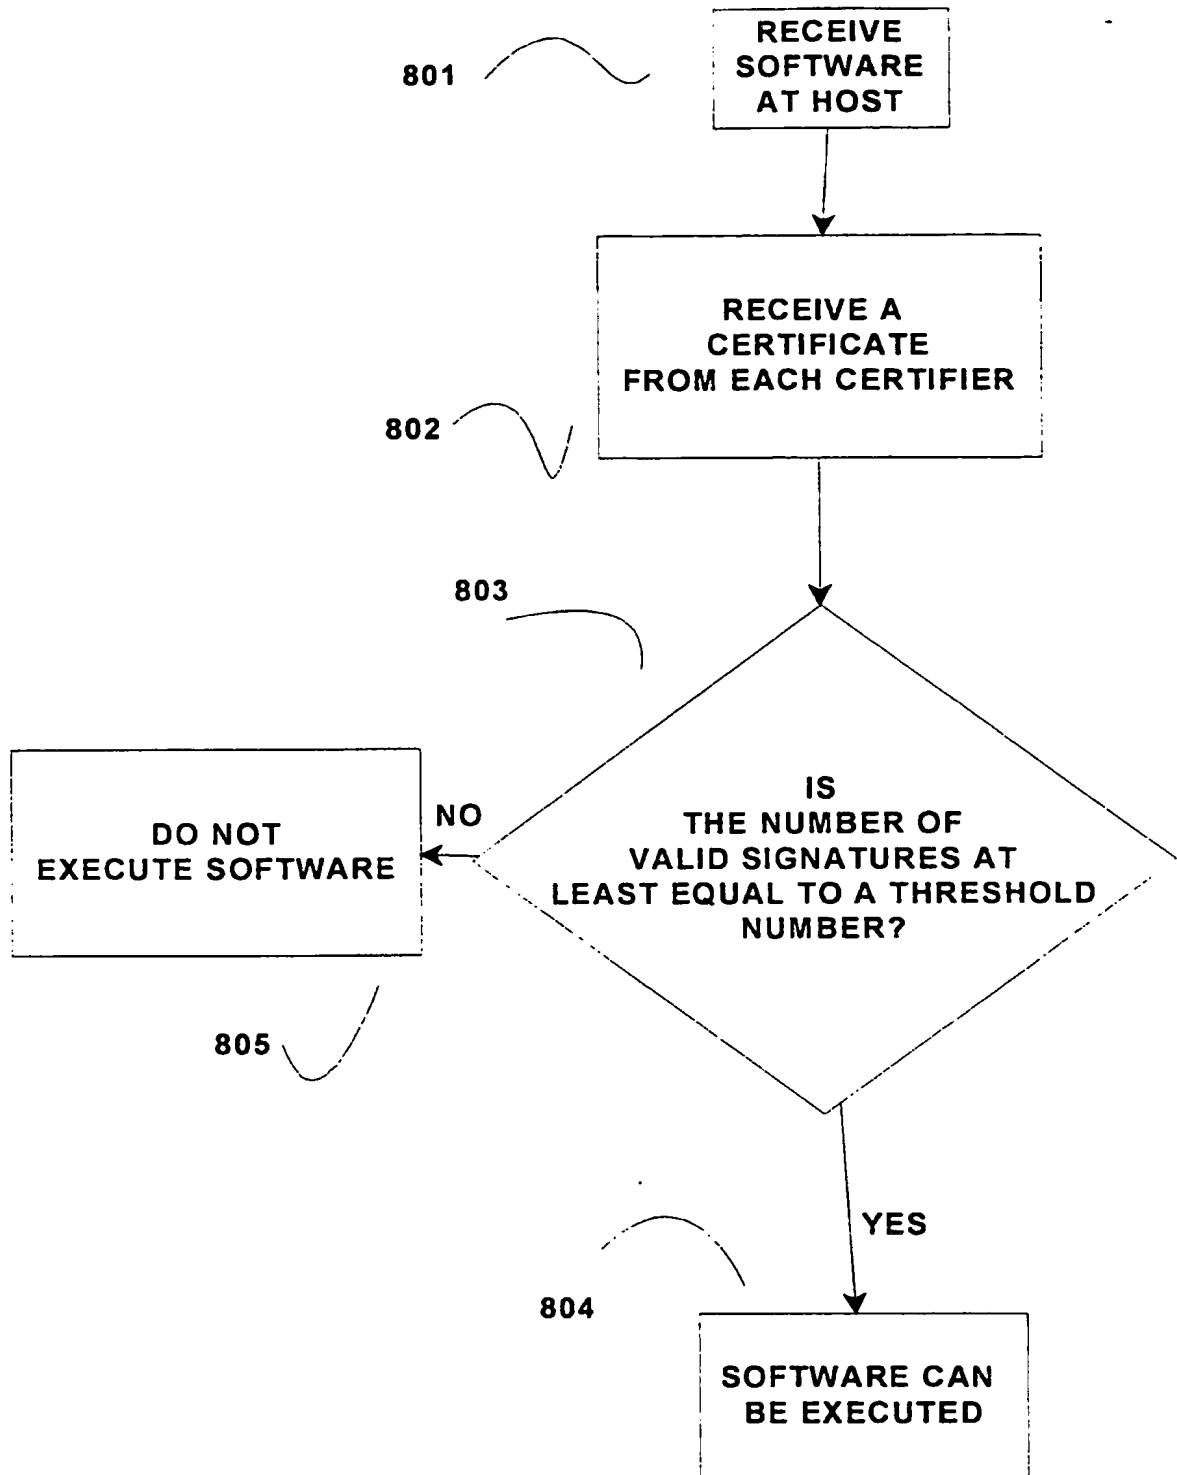 RECEIVE
SOFTWARE
AT HOST
801
RECEIVE A
CERTIFICATE
FROM EACH CERTIFIER
802
803
IS
THE NUMBER OF
VALID SIGNATURES AT
LEAST EQUAL TO A THRESHOLD
NUMBER?
NO
DO NOT
EXECUTE SOFTWARE
805
YES
804
SOFTWARE CAN
BE EXECUTED